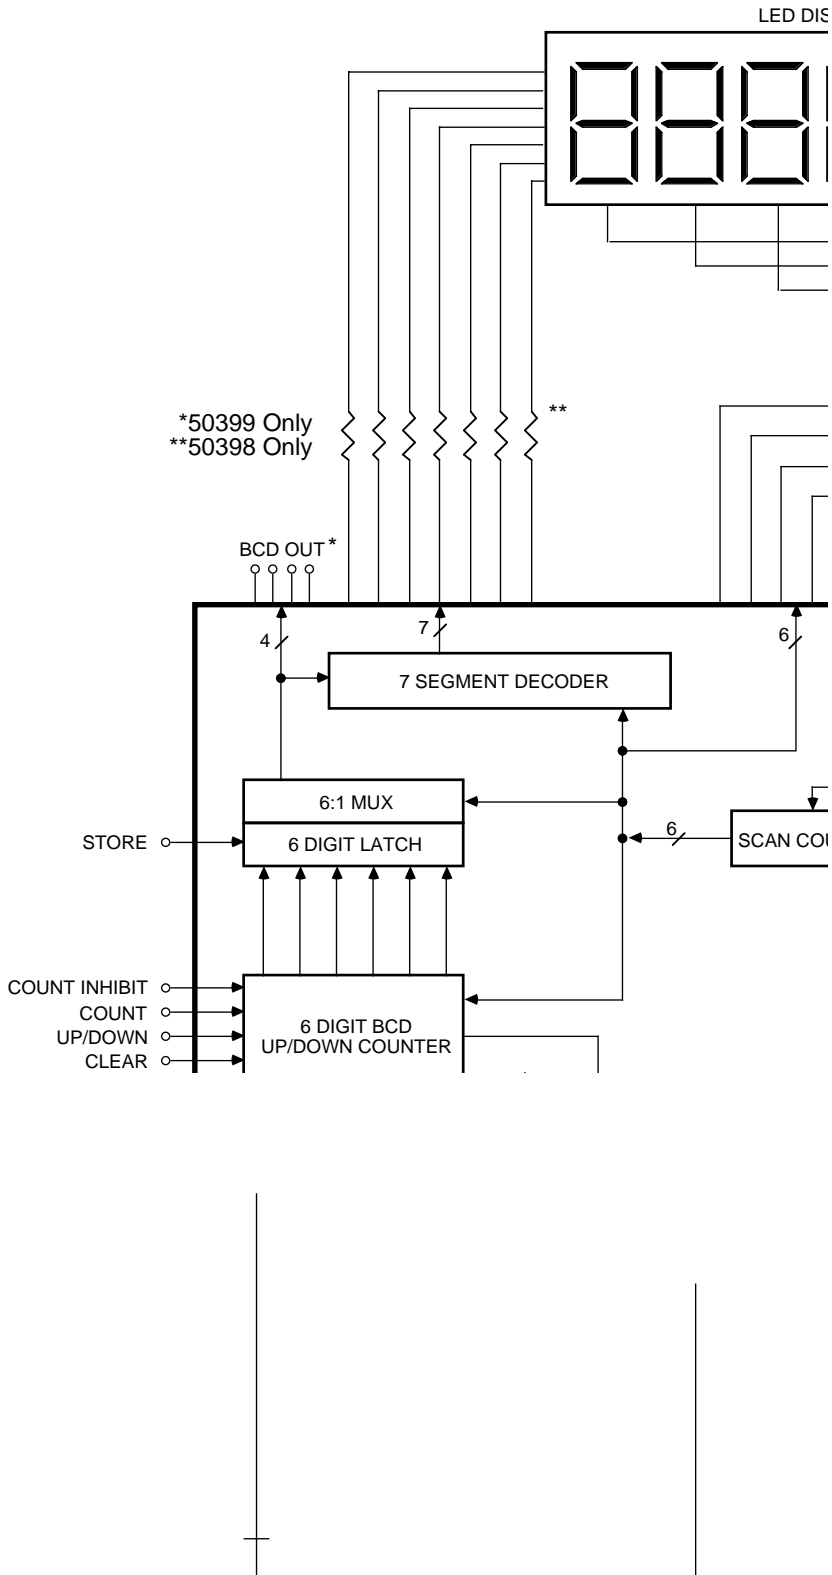 LED DIS
*50399 Only
**50398 Only
**
BCD OUT*
4
7
6
7 SEGMENT DECODER
6:1 MUX
STORE
6 DIGIT LATCH
6
SCAN COU
COUNT INHIBIT
COUNT
UP/DOWN
CLEAR
6 DIGIT BCD
UP/DOWN COUNTER